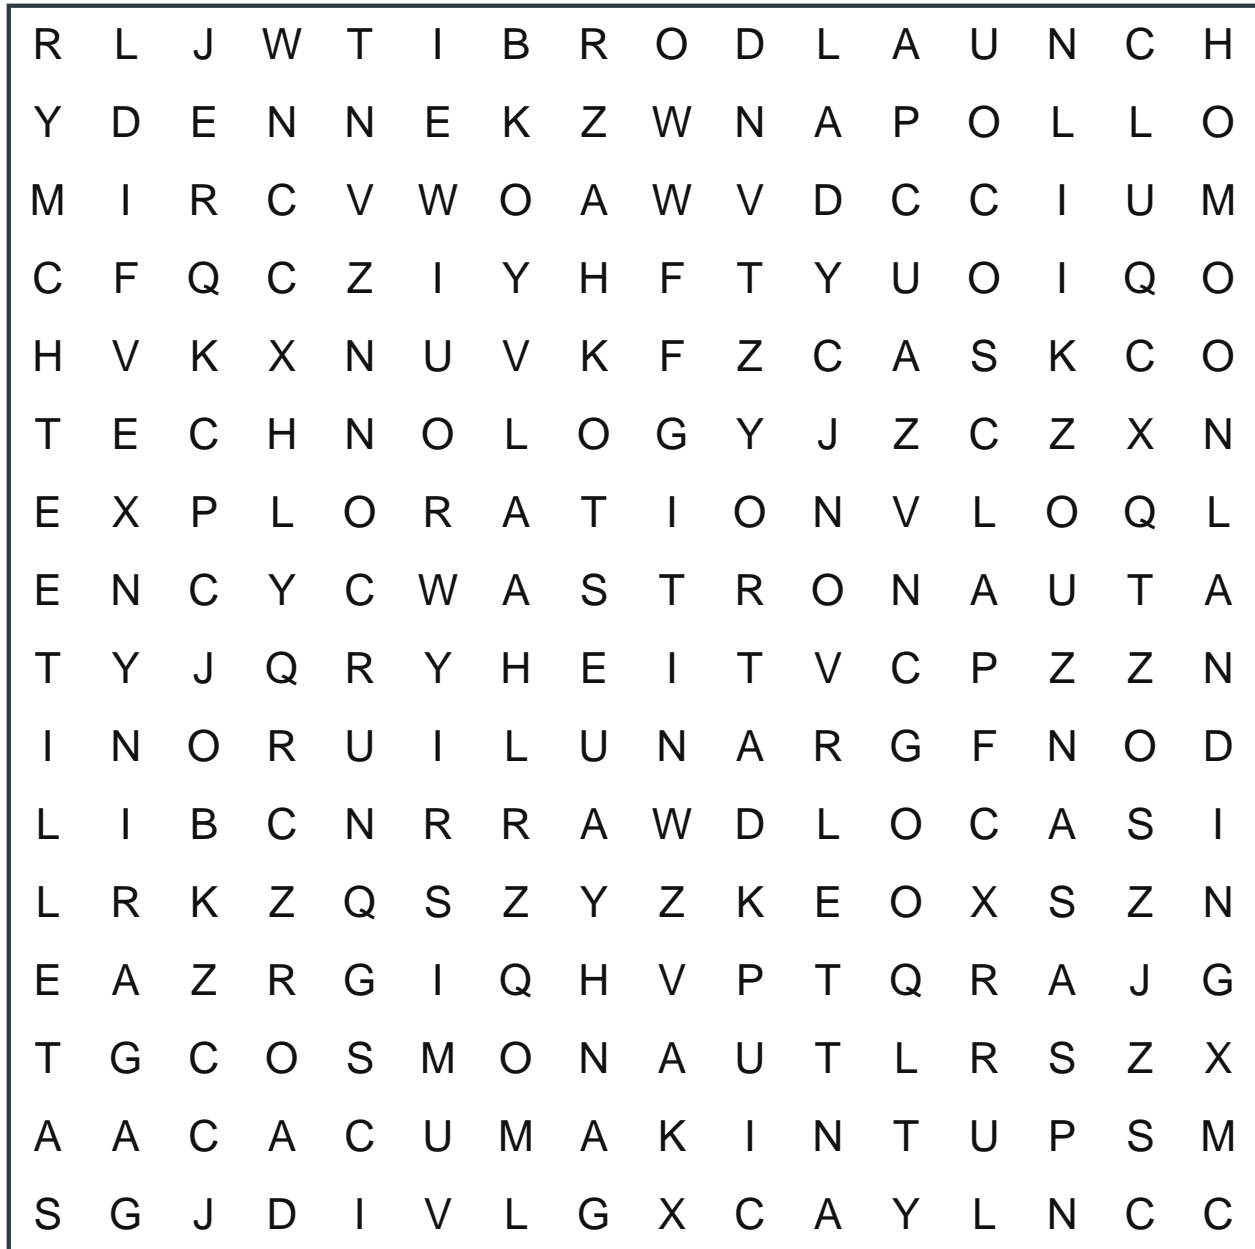 R L J W T I B R O D L A U N C H
Y D E N N E K Z W N A P O L L O
M I R C V W O A W V D C C I U M
C F Q C Z I Y H F T Y U O I Q O
H V K X N U V K F Z C A S K C O
T E C H N O L O G Y J Z C Z X N
E X P L O R A T I O N V L O Q L
E N C Y C W A S T R O N A U T A
T Y J Q R Y H E I T V C P Z Z N
I N O R U I L U N A R G F N O D
L I B C N R R A W D L O C A S I
L R K Z Q S Z Y Z K E O X S Z N
E A Z R G I Q H V P T Q R A J G
T G C O S M O N A U T L R S Z X
A A C A C U M A K I N T U P S M
S G J D I V L G X C A Y L N C C